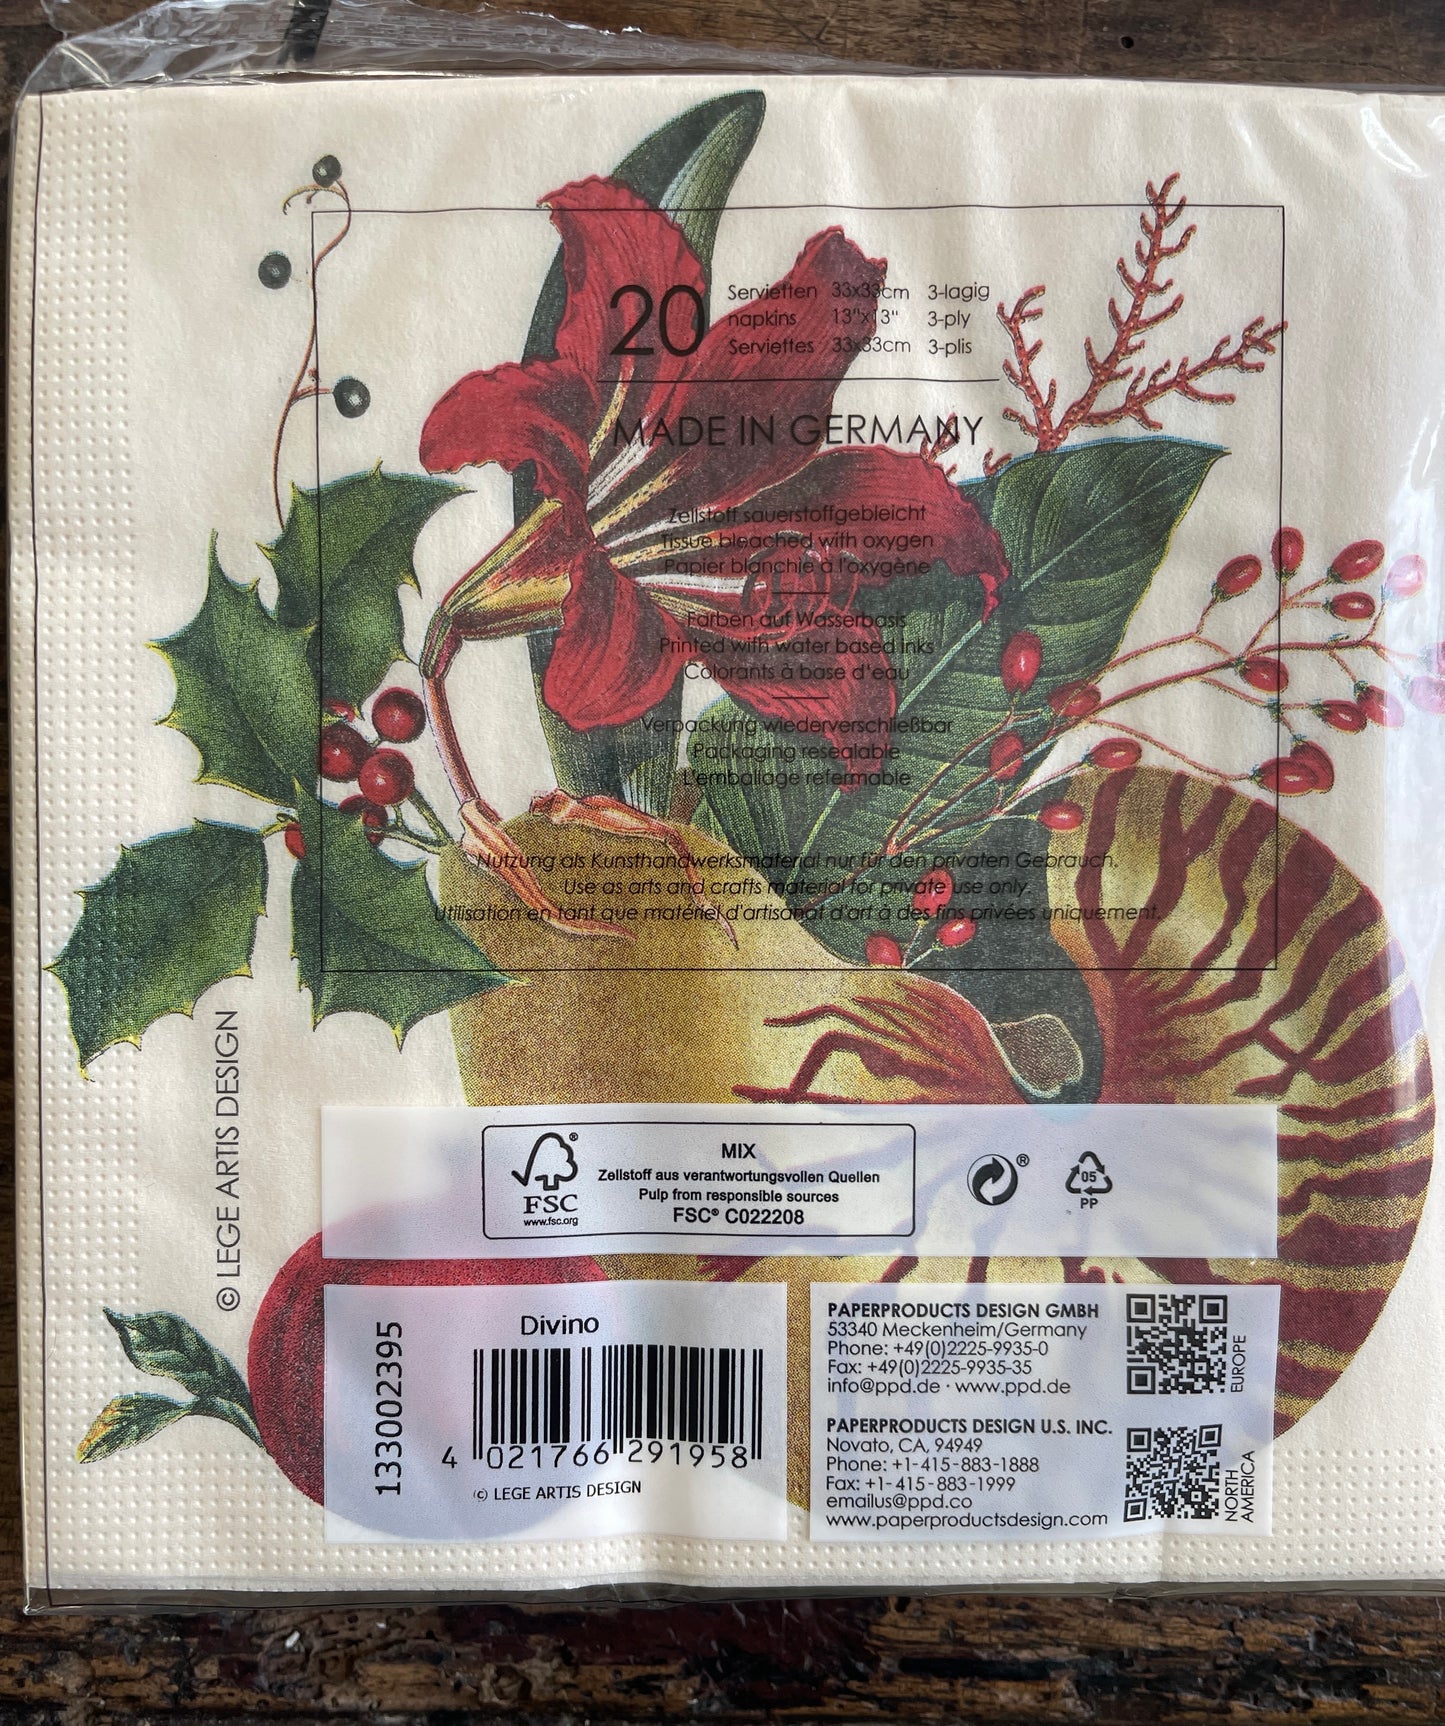 20
Servietten 33x33cm 3-lagig
napkins 13"x13" 3-ply
Serviettes 33x33cm 3-plis
MADE IN GERMANY
Zellstoff sauerstoffgebleicht
Tissue bleached with oxygen
Papier blanchie à l'oxygène
Farben auf Wasserbasis
Printed with water based inks
Colorants à base d'eau
Verpackung wiederverschließbar
Packaging resealable
L'emballage refermable
Nutzung als Kunsthandwerksmaterial nur für den privaten Gebrauch.
Use as arts and crafts material for private use only.
Utilisation en tant que matériel d'artisanat d'art à des fins privées uniquement.
© LEGE ARTIS DESIGN
FSC®
www.fsc.org
MIX
Zellstoff aus verantwortungsvollen Quellen
Pulp from responsible sources
FSC® C022208
®
05
PP
133002395
Divino
4 021766 291958
(c) LEGE ARTIS DESIGN
PAPERPRODUCTS DESIGN GMBH
53340 Meckenheim/Germany
Phone: +49(0)2225-9935-0
Fax: +49(0)2225-9935-35
info@ppd.de · www.ppd.de
EUROPE
PAPERPRODUCTS DESIGN U.S. INC.
Novato, CA, 94949
Phone: +1-415-883-1888
Fax: +1-415-883-1999
emailus@ppd.co
www.paperproductsdesign.com
NORTH
AMERICA